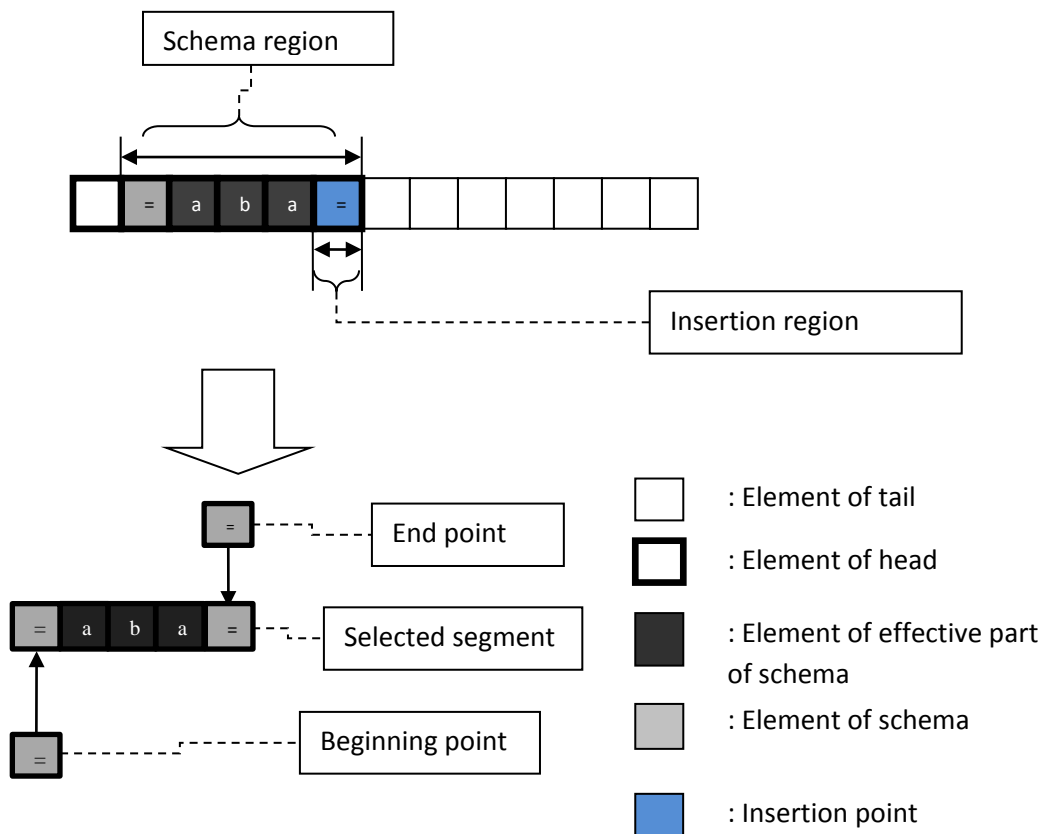 Schema region
= a b a =
Insertion region
=
End point
= a b a =
Selected segment
=
Beginning point
: Element of tail
: Element of head
: Element of effective part
of schema
: Element of schema
: Insertion point